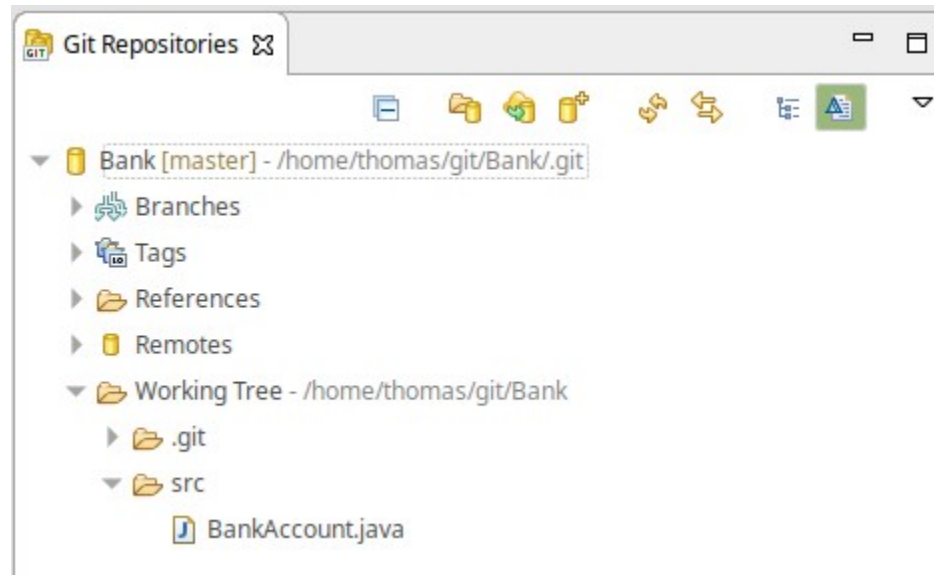 Git Repositories
Bank [master] - /home/thomas/git/Bank/.git
Branches
Tags
References
Remotes
Working Tree - /home/thomas/git/Bank
.git
src
BankAccount.java